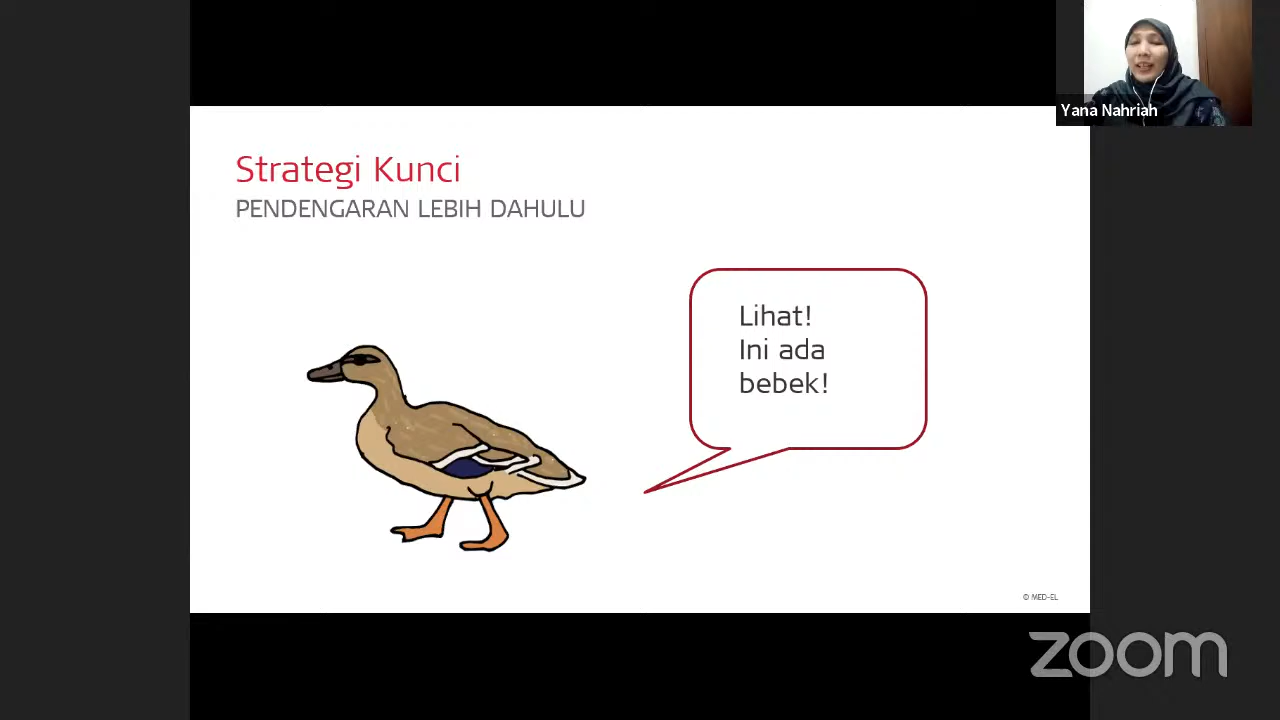 Yana Nahriah
Strategi Kunci
PENDENGARAN LEBIH DAHULU
Lihat!
Ini ada
bebek!
© MED-EL
zoom